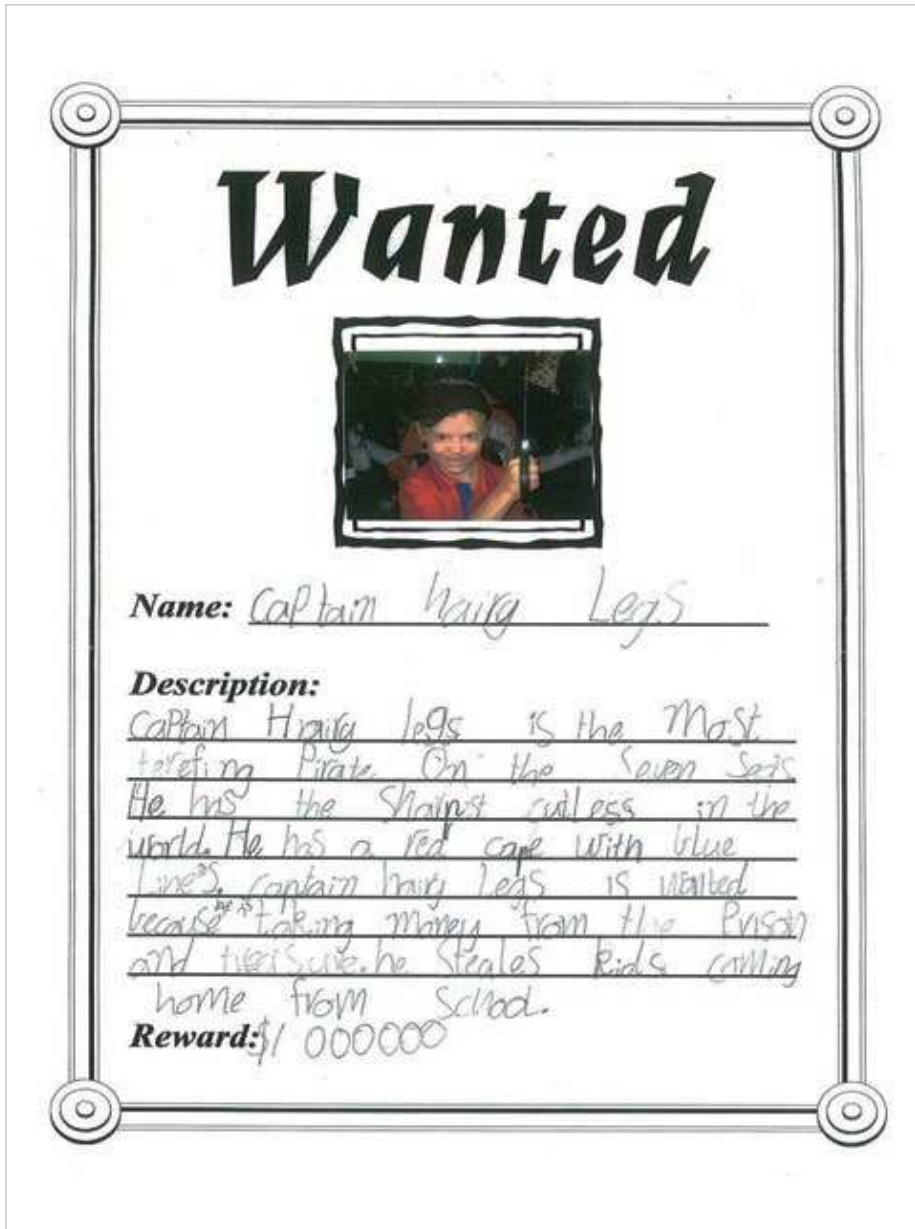 Wanted
Name: Captain hairy Legs
Description:
Captain Hairy legs is the Most
terefing Pirate On the Seven Seas
He has the Sharpst cutless in the
world. He has a red cape with blue
Lines. captain hairy Legs is wanted
because he is taking money from the Prison
and he steales kids coming
home from School.
Reward: $1 000000